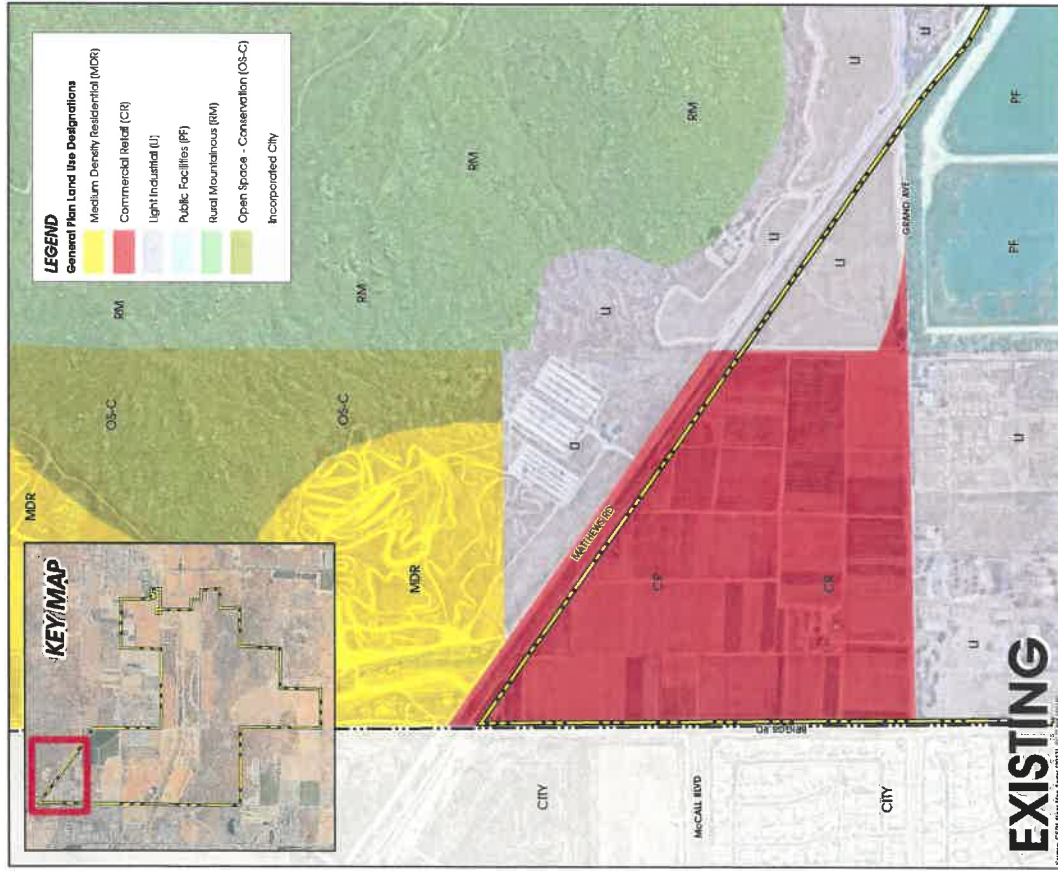 LEGEND
General Plan Land Use Designations
Medium Density Residential (MDR)
Commercial Retail (CR)
Light Industrial (LI)
Public Facilities (PF)
Rural Mountainous (RM)
Open Space - Conservation (OS-C)
Incorporated City
KEY MAP
MDR
OS-C
RM
OS-C
RM
RM
RM
MDR
LI
LI
LI
LI
LI
LI
MATTHEWS RD
CR
CR
GRAND AVE
PF
PF
LI
LI
BRIGGS RD
CITY
McCALL BLVD
CITY
EXISTING